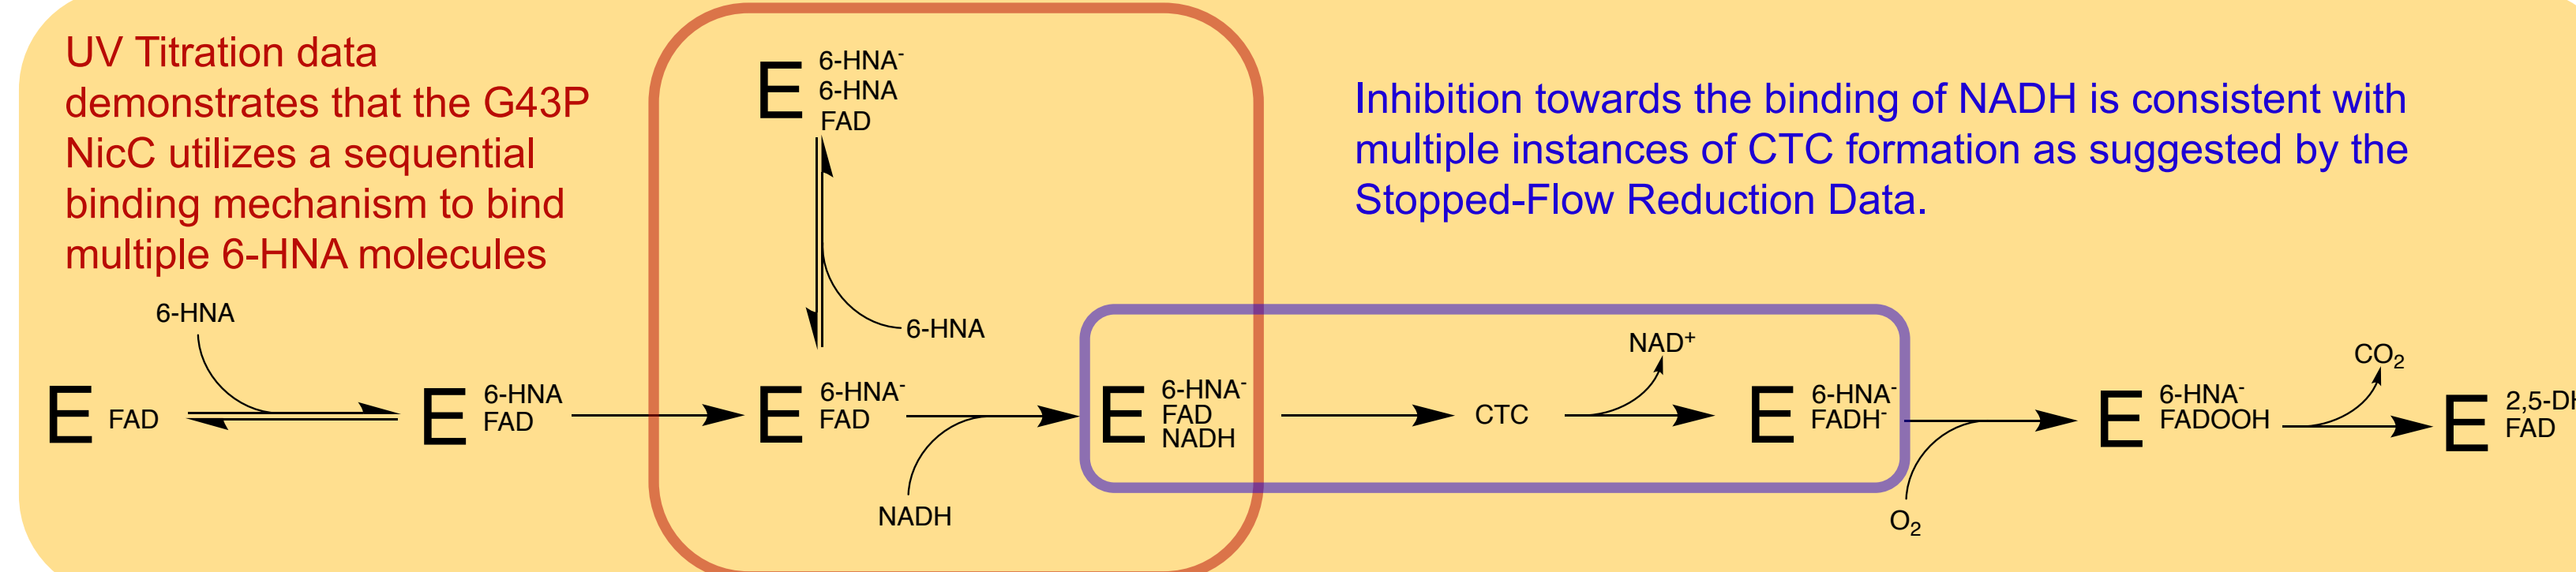 UV Titration data
demonstrates that the G43P
NicC utilizes a sequential
binding mechanism to bind
multiple 6-HNA molecules
Inhibition towards the binding of NADH is consistent with
multiple instances of CTC formation as suggested by the
Stopped-Flow Reduction Data.
E 6-HNA⁻
6-HNA
FAD
6-HNA
6-HNA
E FAD
E 6-HNA
FAD
E 6-HNA⁻
FAD
NADH
E 6-HNA⁻
FAD
NADH
CTC
NAD⁺
E 6-HNA⁻
FADH⁻
O₂
E 6-HNA⁻
FADOOH
CO₂
E 2,5-DH
FAD